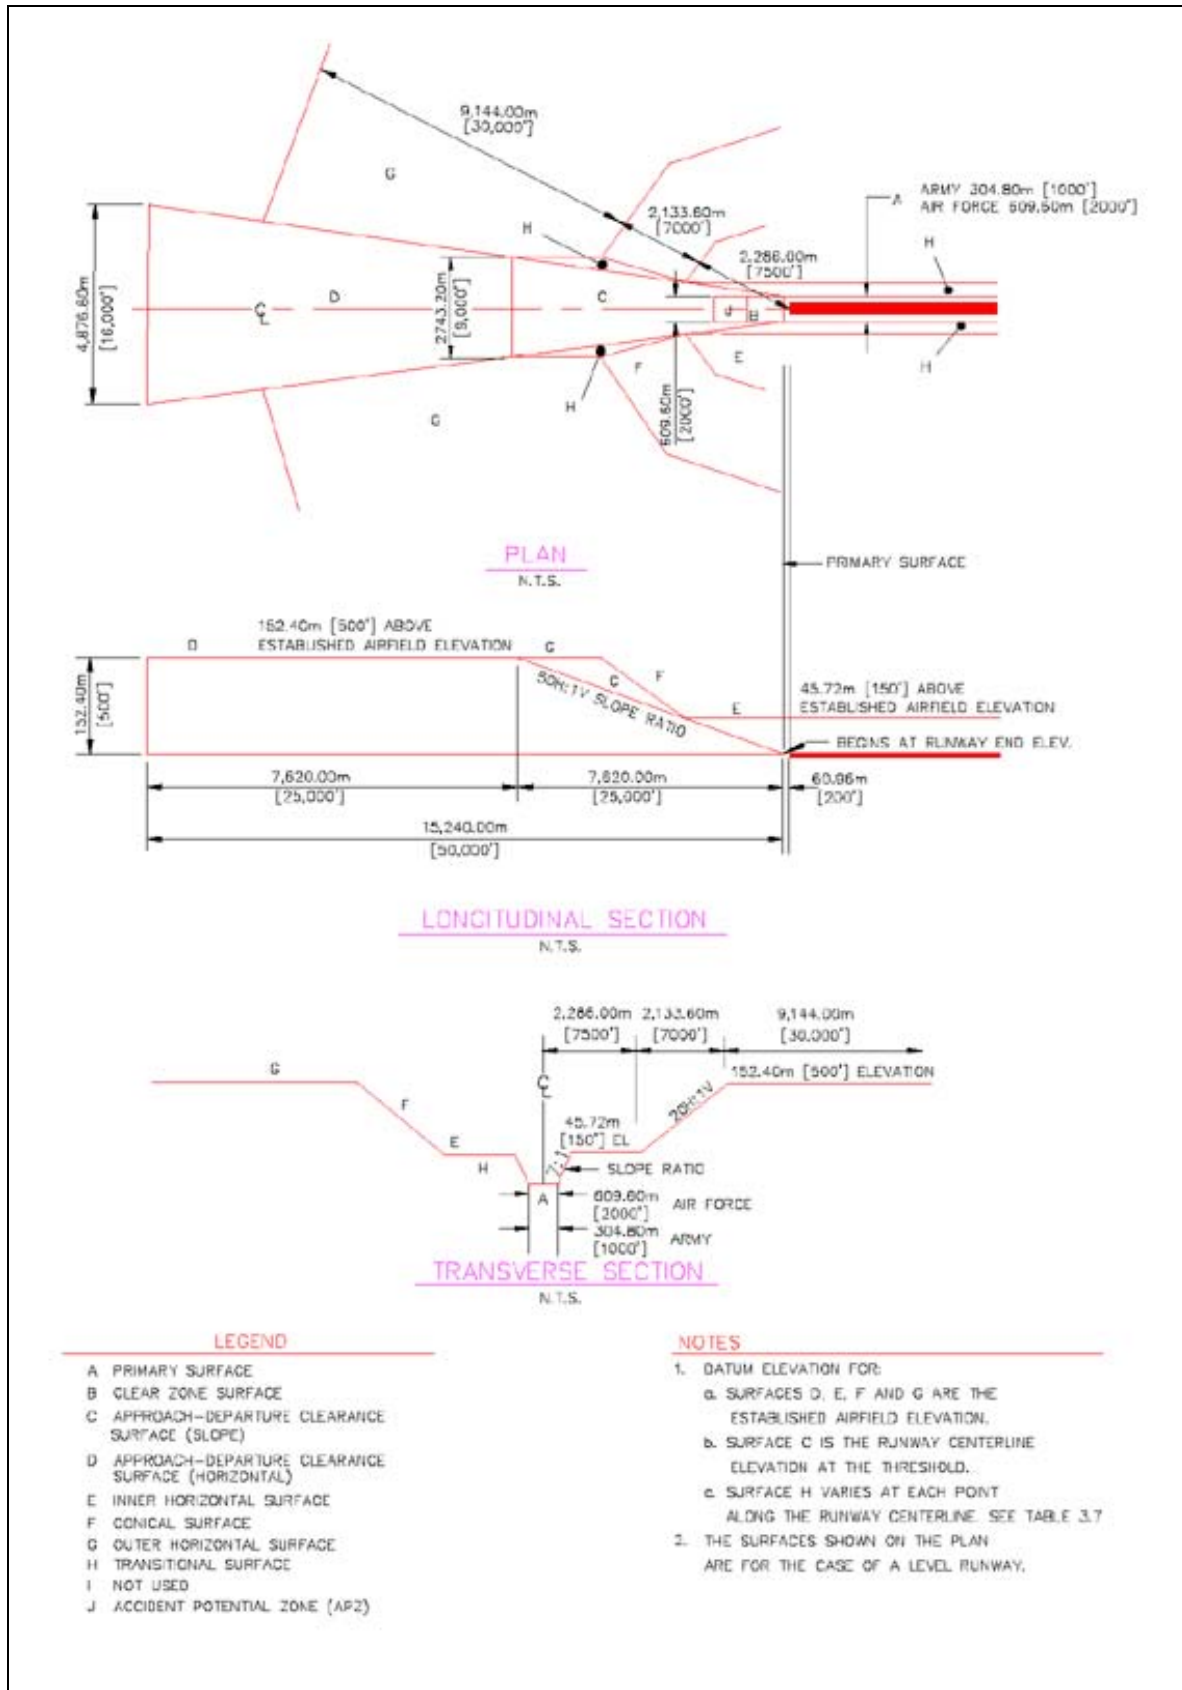 9,144.00m
[30,000']
G
2,133.60m
[7000']
H
2,286.00m
[7500']
A
ARMY 304.80m [1000']
AIR FORCE 609.60m [2000']
H
4,876.80m
[16,000']
D
℄
2743.20m
[9,000']
C
J
B
F
E
H
H
G
609.60m
[2000']
PLAN
N.T.S.
PRIMARY SURFACE
152.40m [500'] ABOVE
D ESTABLISHED AIRFIELD ELEVATION G
F
C
50H:1V SLOPE RATIO
E
45.72m [150'] ABOVE
ESTABLISHED AIRFIELD ELEVATION
152.40m
[500']
BEGINS AT RUNWAY END ELEV.
7,620.00m
[25,000']
7,620.00m
[25,000']
60.96m
[200']
15,240.00m
[50,000']
LONGITUDINAL SECTION
N.T.S.
2,286.00m 2,133.60m 9,144.00m
[7500'] [7000'] [30,000']
G
℄
152.40m [500'] ELEVATION
F
20H:1V
45.72m
[150'] EL
E
H
7:1
SLOPE RATIO
A
609.60m
[2000']
AIR FORCE
304.80m
[1000']
ARMY
TRANSVERSE SECTION
N.T.S.
LEGEND
A PRIMARY SURFACE
B CLEAR ZONE SURFACE
C APPROACH-DEPARTURE CLEARANCE
SURFACE (SLOPE)
D APPROACH-DEPARTURE CLEARANCE
SURFACE (HORIZONTAL)
E INNER HORIZONTAL SURFACE
F CONICAL SURFACE
G OUTER HORIZONTAL SURFACE
H TRANSITIONAL SURFACE
I NOT USED
J ACCIDENT POTENTIAL ZONE (APZ)
NOTES
1. DATUM ELEVATION FOR:
a. SURFACES D, E, F AND G ARE THE
ESTABLISHED AIRFIELD ELEVATION.
b. SURFACE C IS THE RUNWAY CENTERLINE
ELEVATION AT THE THRESHOLD.
c. SURFACE H VARIES AT EACH POINT
ALONG THE RUNWAY CENTERLINE. SEE TABLE 3.7
2. THE SURFACES SHOWN ON THE PLAN
ARE FOR THE CASE OF A LEVEL RUNWAY.